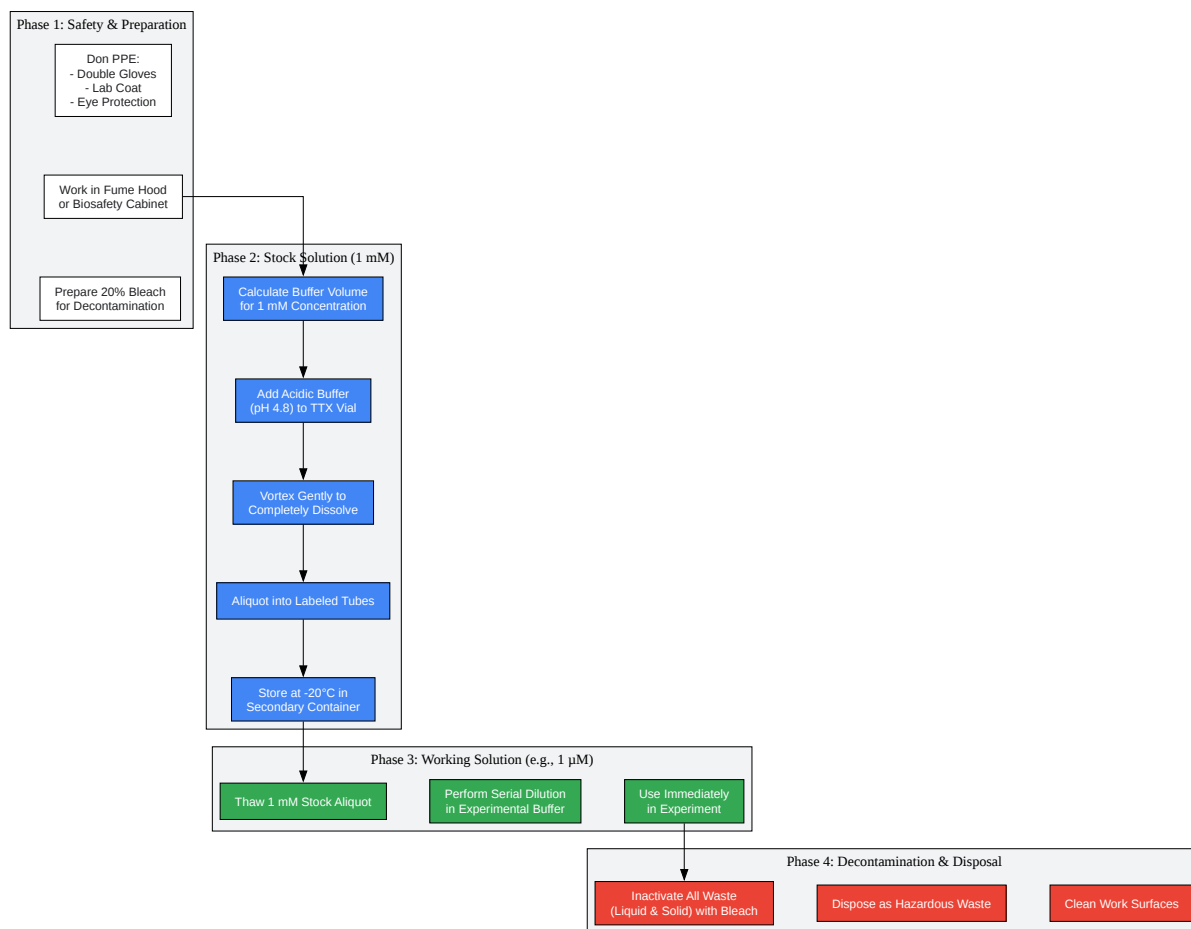 Phase 1: Safety & Preparation
Don PPE:
- Double Gloves
- Lab Coat
- Eye Protection
Work in Fume Hood
or Biosafety Cabinet
Prepare 20% Bleach
for Decontamination
Phase 2: Stock Solution (1 mM)
Calculate Buffer Volume
for 1 mM Concentration
Add Acidic Buffer
(pH 4.8) to TTX Vial
Vortex Gently to
Completely Dissolve
Aliquot into Labeled Tubes
Store at -20°C in
Secondary Container
Phase 3: Working Solution (e.g., 1 µM)
Thaw 1 mM Stock Aliquot
Perform Serial Dilution
in Experimental Buffer
Use Immediately
in Experiment
Phase 4: Decontamination & Disposal
Inactivate All Waste
(Liquid & Solid) with Bleach
Dispose as Hazardous Waste
Clean Work Surfaces